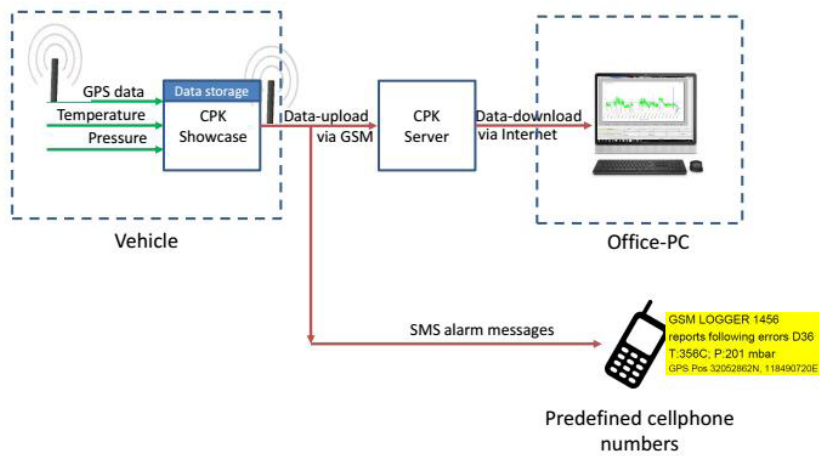 GPS data
Temperature
Pressure
Data storage
CPK
Showcase
Data-upload
via GSM
CPK
Server
Data-download
via Internet
Vehicle
Office-PC
SMS alarm messages
GSM LOGGER 1456
reports following errors D36
T:356C; P:201 mbar
GPS Pos 32052862N, 118490720E
Predefined cellphone
numbers